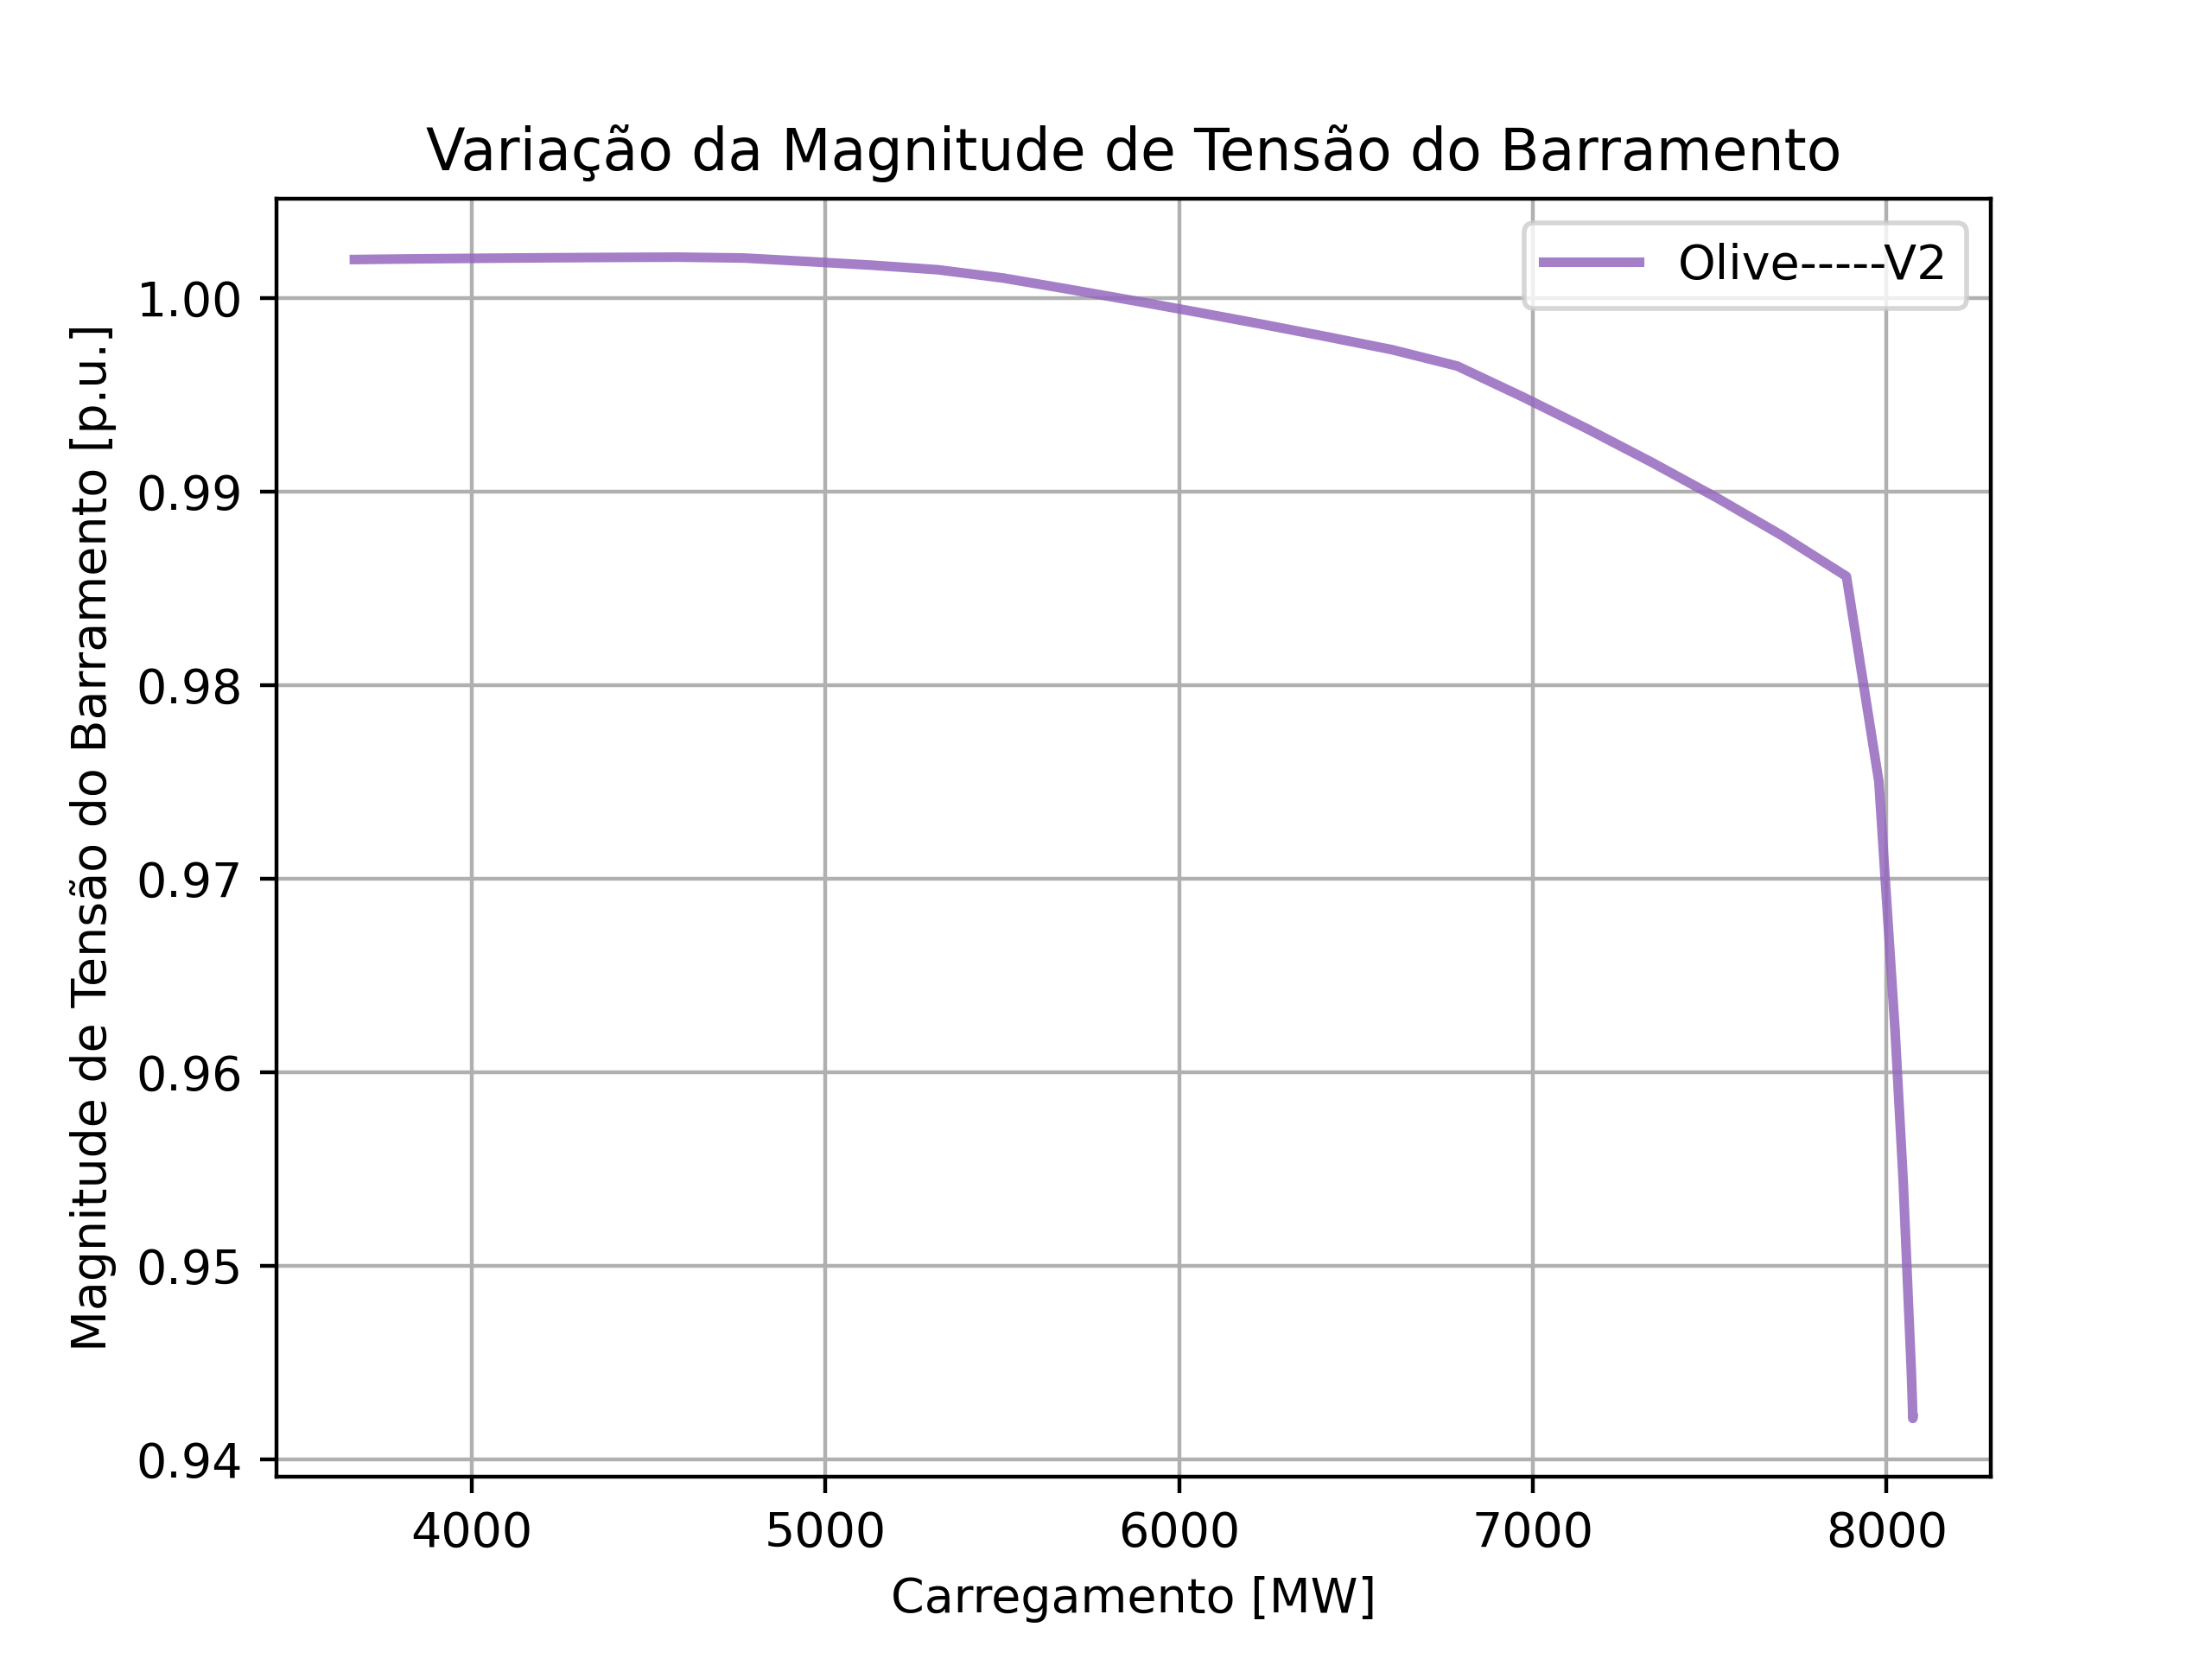 Variação da Magnitude de Tensão do Barramento
Olive-----V2
Magnitude de Tensão do Barramento [p.u.]
1.00
0.99
0.98
0.97
0.96
0.95
0.94
4000 5000 6000 7000 8000
Carregamento [MW]